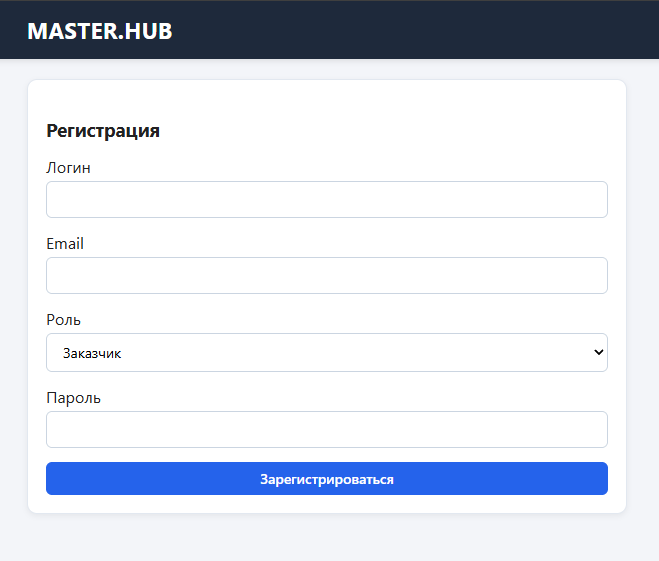 MASTER.HUB
Регистрация
Логин
Email
Роль
Заказчик
Пароль
Зарегистрироваться